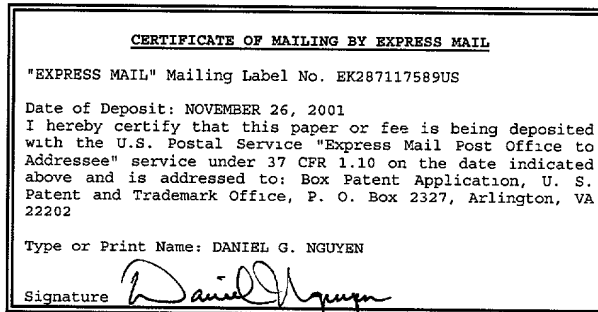 CERTIFICATE OF MAILING BY EXPRESS MAIL
"EXPRESS MAIL" Mailing Label No. EK287117589US
Date of Deposit: NOVEMBER 26, 2001
I hereby certify that this paper or fee is being deposited
with the U.S. Postal Service "Express Mail Post Office to
Addressee" service under 37 CFR 1.10 on the date indicated
above and is addressed to: Box Patent Application, U. S.
Patent and Trademark Office, P. O. Box 2327, Arlington, VA
22202
Type or Print Name: DANIEL G. NGUYEN
Signature Daniel G Nguyen